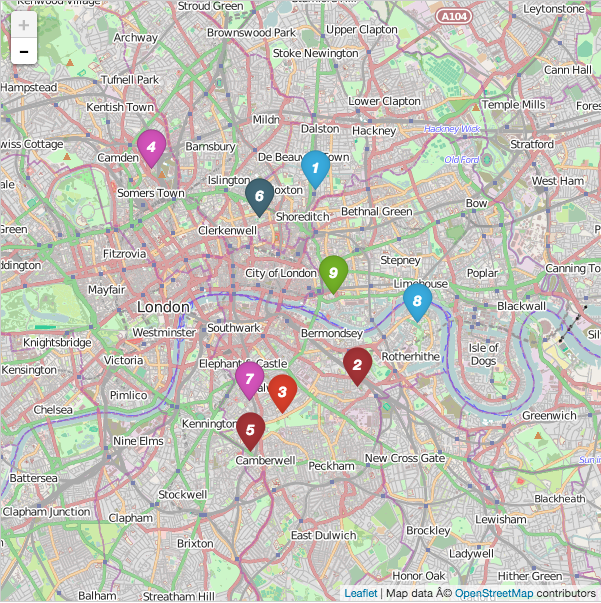 Stroud Green
Leytonstone
A104
+
−
Archway
Brownswood Park
Upper Clapton
Stoke Newington
Cann Hall
Tufnell Park
Hampstead
Lower Clapton
Kentish Town
Temple Mills
Fores
Mildn
Dalston
Hackney
Hackney Wick
Stratford
wiss Cottage
4
Camden
Barnsbury
De Beau
Town
Old Ford
1
Islington
oxton
West Ham
Somers Town
6
Shoreditch
Bethnal Green
Bow
Green
Clerkenwell
Fitzrovia
Stepney
ddington
City of London
9
Poplar
Canning To
Mayfair
Limehouse
London
8
Blackwall
Westminster
Southwark
Bermondsey
Silv
Knightsbridge
Isle of
Dogs
Victoria
Elephant & Castle
2
Rotherhithe
Kensington
7
3
Pimlico
Chelsea
Kennington
5
Greenwich
Nine Elms
Camberwell
Peckham
New Cross Gate
Battersea
Stockwell
Blackheath
Clapham Junction
Clapham
Lewisham
Brixton
East Dulwich
Brockley
Ladywell
Honor Oak
Hither Green
Balham
Streatham Hill
Leaflet | Map data Â© OpenStreetMap contributors